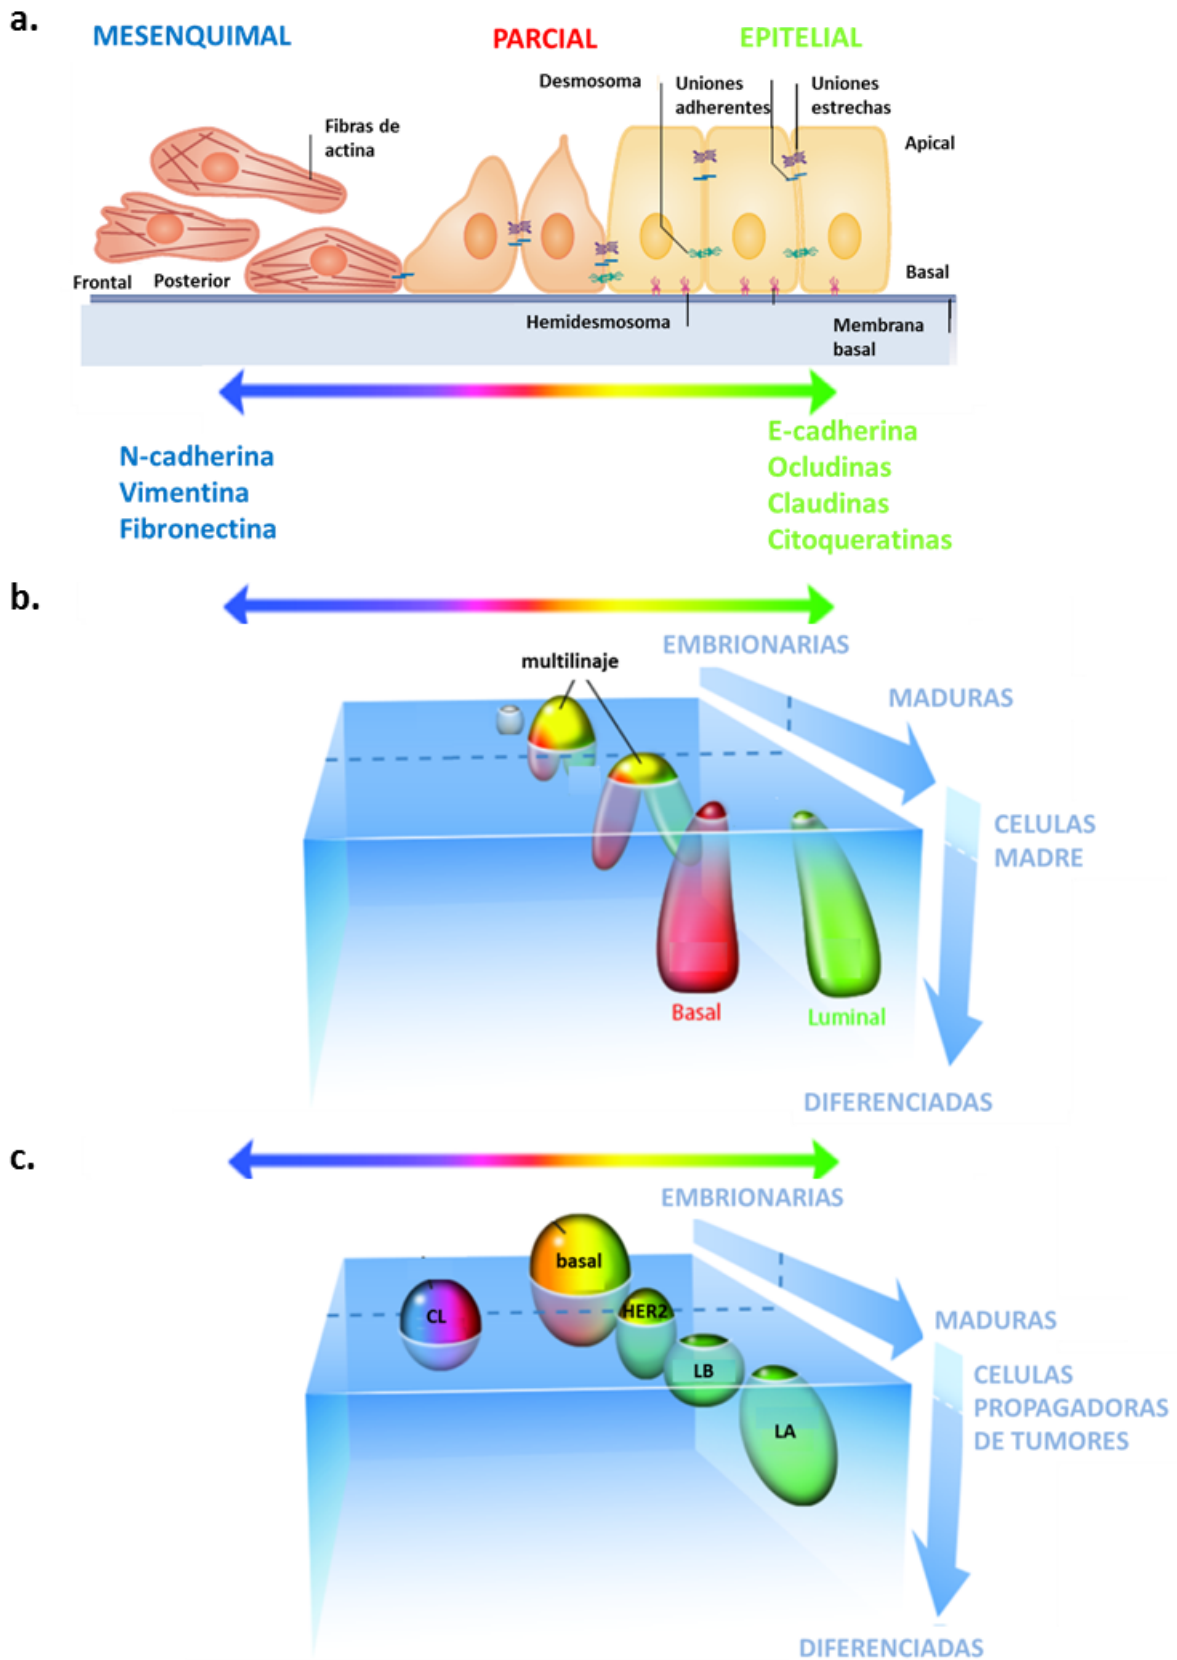 a.
MESENQUIMAL
PARCIAL
EPITELIAL
Desmosoma
Uniones
adherentes
Uniones
estrechas
Fibras de
actina
Apical
Frontal
Posterior
Basal
Hemidesmosoma
Membrana
basal
N-cadherina
Vimentina
Fibronectina
E-cadherina
Ocludinas
Claudinas
Citoqueratinas
b.
EMBRIONARIAS
multilinaje
MADURAS
CELULAS
MADRE
Basal
Luminal
DIFERENCIADAS
c.
EMBRIONARIAS
basal
CL
HER2
MADURAS
LB
CELULAS
PROPAGADORAS
DE TUMORES
LA
DIFERENCIADAS